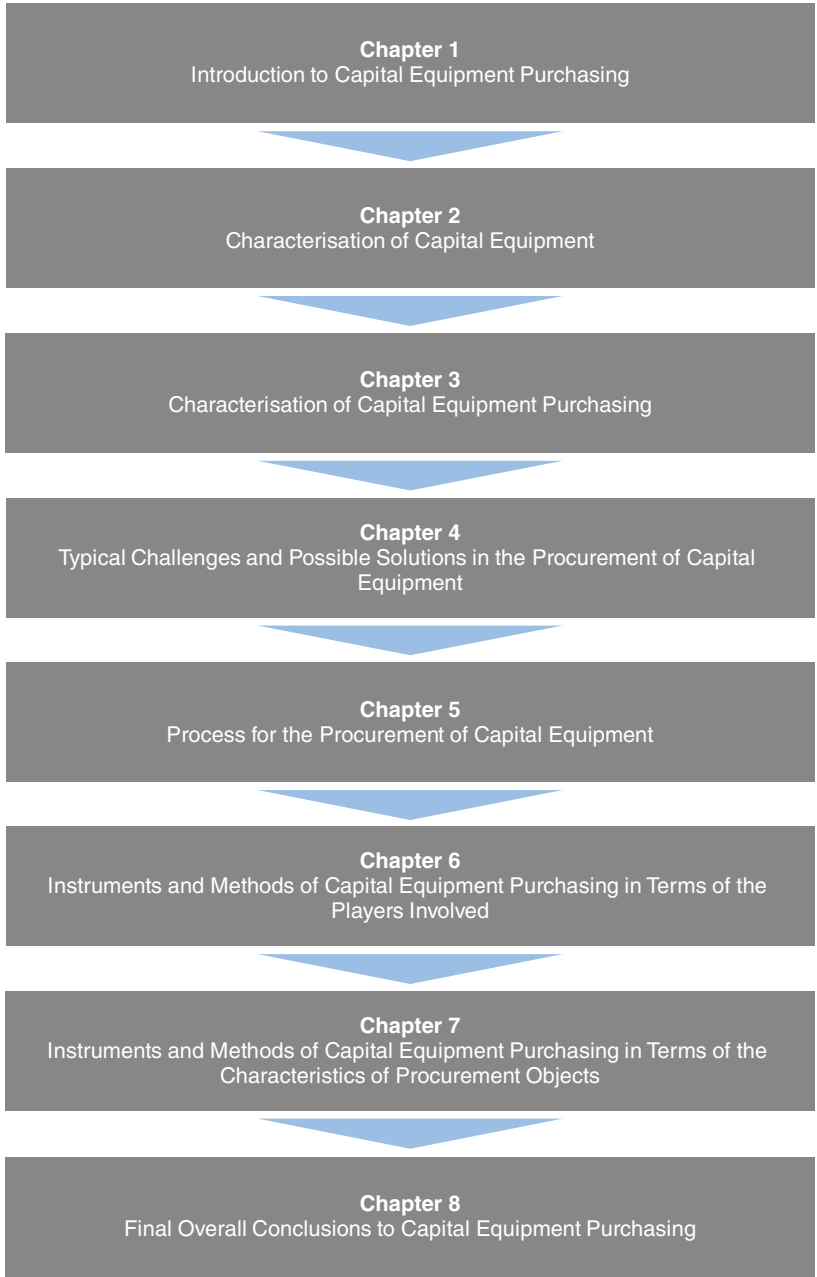 Chapter 1
Introduction to Capital Equipment Purchasing
Chapter 2
Characterisation of Capital Equipment
Chapter 3
Characterisation of Capital Equipment Purchasing
Chapter 4
Typical Challenges and Possible Solutions in the Procurement of Capital
Equipment
Chapter 5
Process for the Procurement of Capital Equipment
Chapter 6
Instruments and Methods of Capital Equipment Purchasing in Terms of the
Players Involved
Chapter 7
Instruments and Methods of Capital Equipment Purchasing in Terms of the
Characteristics of Procurement Objects
Chapter 8
Final Overall Conclusions to Capital Equipment Purchasing